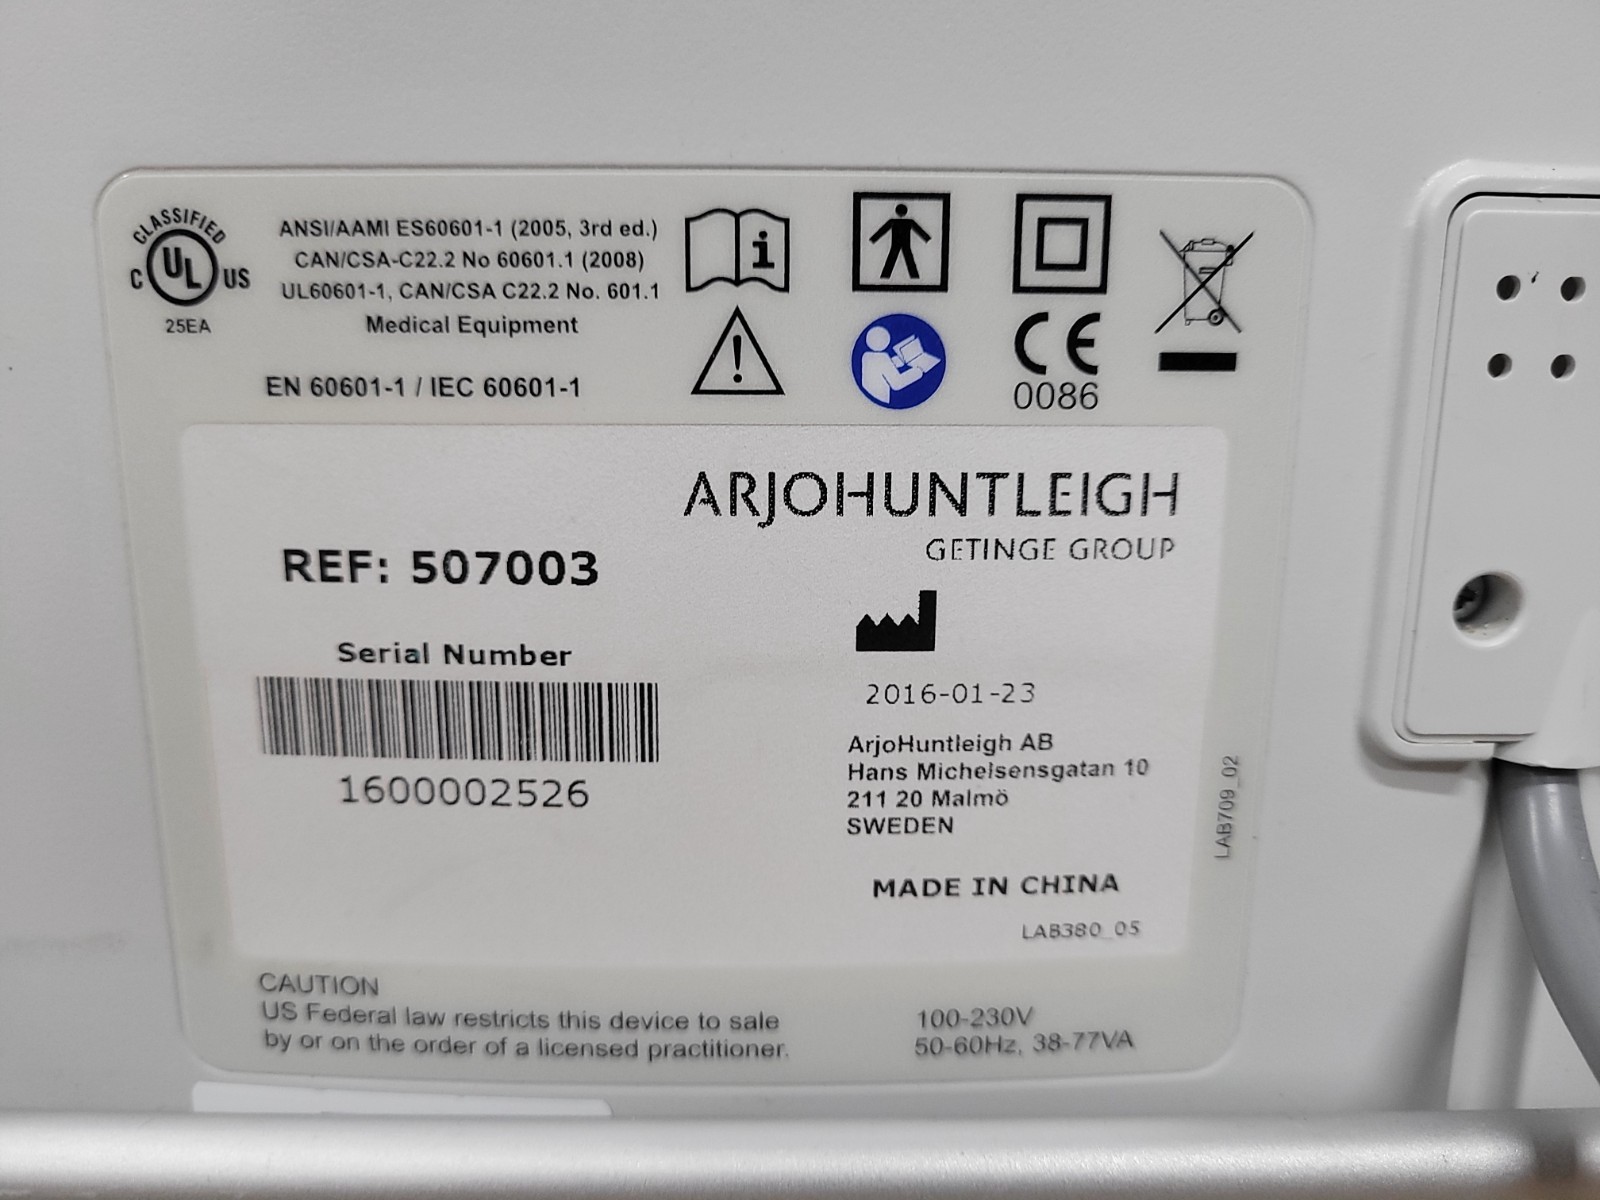 CLASSIFIED
C UL US
25EA
ANSI/AAMI ES60601-1 (2005, 3rd ed.)
CAN/CSA-C22.2 No 60601.1 (2008)
UL60601-1, CAN/CSA C22.2 No. 601.1
Medical Equipment
EN 60601-1 / IEC 60601-1
i
!
CE
0086
ARJOHUNTLEIGH
GETINGE GROUP
REF: 507003
Serial Number
1600002526
2016-01-23
ArjoHuntleigh AB
Hans Michelsensgatan 10
211 20 Malmö
SWEDEN
MADE IN CHINA
LAB380_05
LAB709_02
CAUTION
US Federal law restricts this device to sale
by or on the order of a licensed practitioner.
100-230V
50-60Hz, 38-77VA